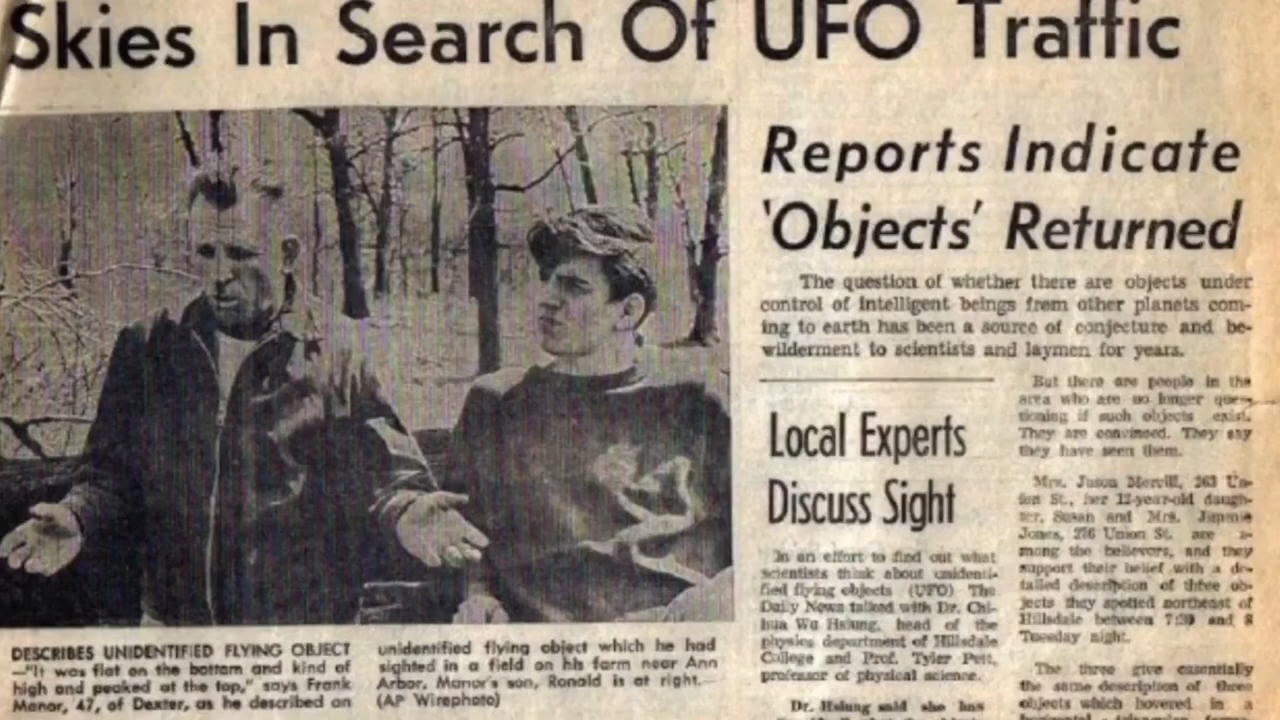 Skies In Search Of UFO Traffic
Reports Indicate
'Objects' Returned
The question of whether there are objects under
control of intelligent beings from other planets com-
ing to earth has been a source of conjecture and be-
wilderment to scientists and laymen for years.
Local Experts
Discuss Sight
In an effort to find out what
scientists think about unidenti-
fied flying objects (UFO) The
Daily News talked with Dr. Chi-
hua Wu Hsiung, head of the
physics department of Hillsdale
College and Prof. Tyler
professor of physical science.
Dr. Hsiung said she has
But there are people in the
area who are no longer ques-
tioning if such objects exist.
They are convinced. They say
they have seen them.
Mrs. Jason Merrill, 263 Un-
ion St., her 12-year-old daugh-
ter, Susan and Mrs. Jimmie
Jones, 276 Union St. are a-
mong the believers, and they
support their belief with a de-
tailed description of three ob-
jects they spotted northeast of
Hillsdale between 7:30 and 8
Tuesday night.
The three give essentially
the same description of three
objects which hovered in a
DESCRIBES UNIDENTIFIED FLYING OBJECT
—"It was flat on the bottom and kind of
high and peaked at the top," says Frank
Manor, 47, of Dexter, as he described an
unidentified flying object which he had
sighted in a field on his farm near Ann
Arbor. Manor's son, Ronald is at right.—
(AP Wirephoto)